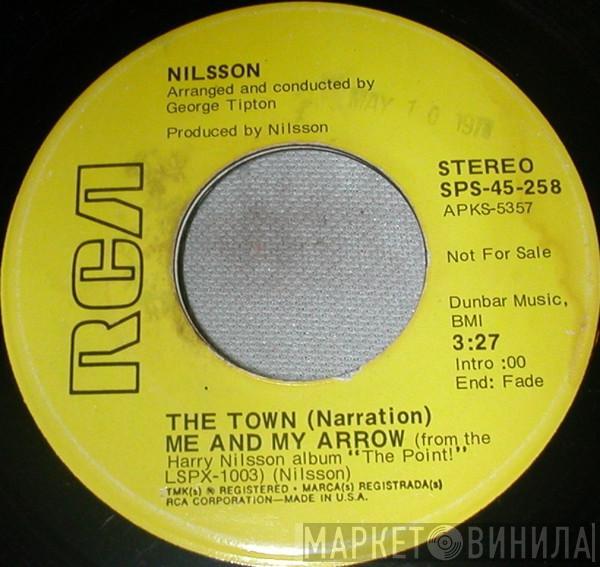 NILSSON
Arranged and conducted by
George Tipton
Produced by Nilsson
MAY 10 1971
RCA
STEREO
SPS-45-258
APKS-5357
Not For Sale
Dunbar Music,
BMI
3:27
Intro :00
End: Fade
THE TOWN (Narration)
ME AND MY ARROW (from the
Harry Nilsson album "The Point!"
LSPX-1003) (Nilsson)
TMK(s) ® REGISTERED • MARCA(s) REGISTRADA(s)
RCA CORPORATION—MADE IN U.S.A.
МАРКЕТ ВИНИЛА